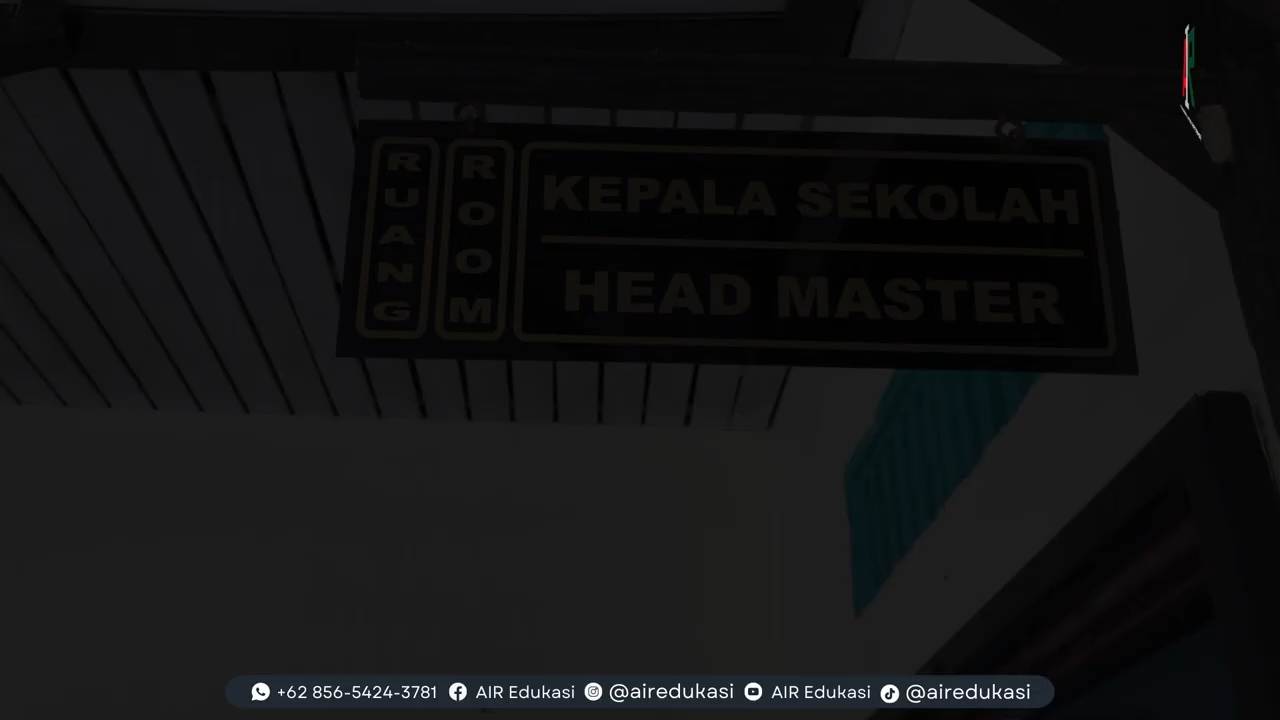 RUANG
ROOM
KEPALA SEKOLAH
HEAD MASTER
+62 856-5424-3781 AIR Edukasi @airedukasi AIR Edukasi @airedukasi